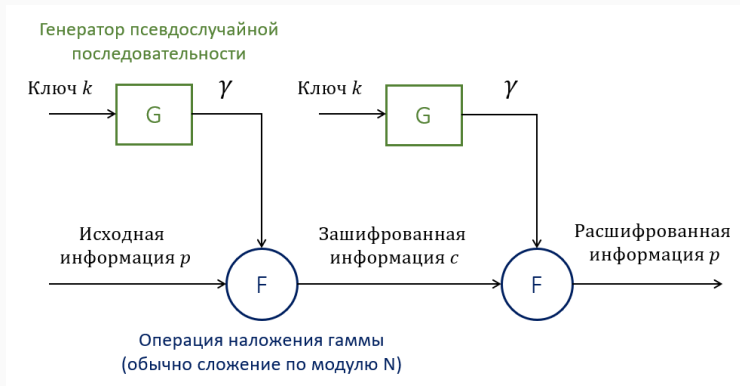 Генератор псевдослучайной
последовательности
Ключ k
γ
Ключ k
γ
G
G
Исходная
информация p
Зашифрованная
информация c
Расшифрованная
информация p
F
F
Операция наложения гаммы
(обычно сложение по модулю N)